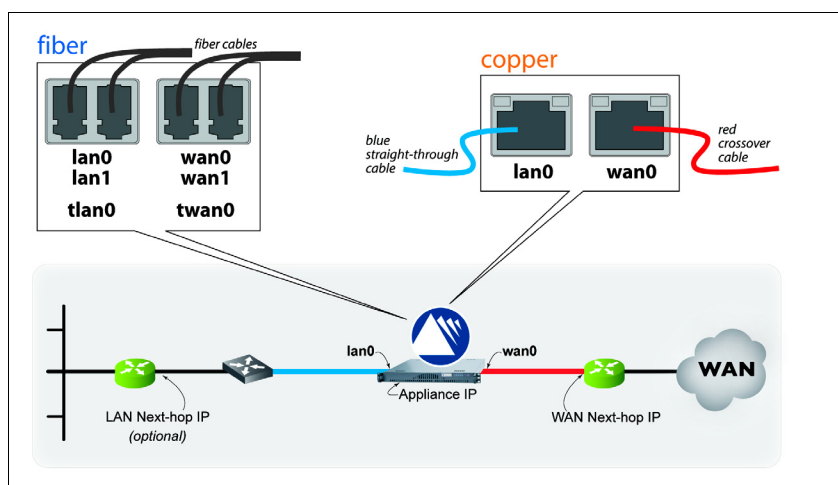 fiber
fiber cables
lan0
lan1
tlan0
wan0
wan1
twan0
copper
blue
straight-through
cable
lan0
wan0
red
crossover
cable
lan0
wan0
Appliance IP
LAN Next-hop IP
(optional)
WAN Next-hop IP
WAN